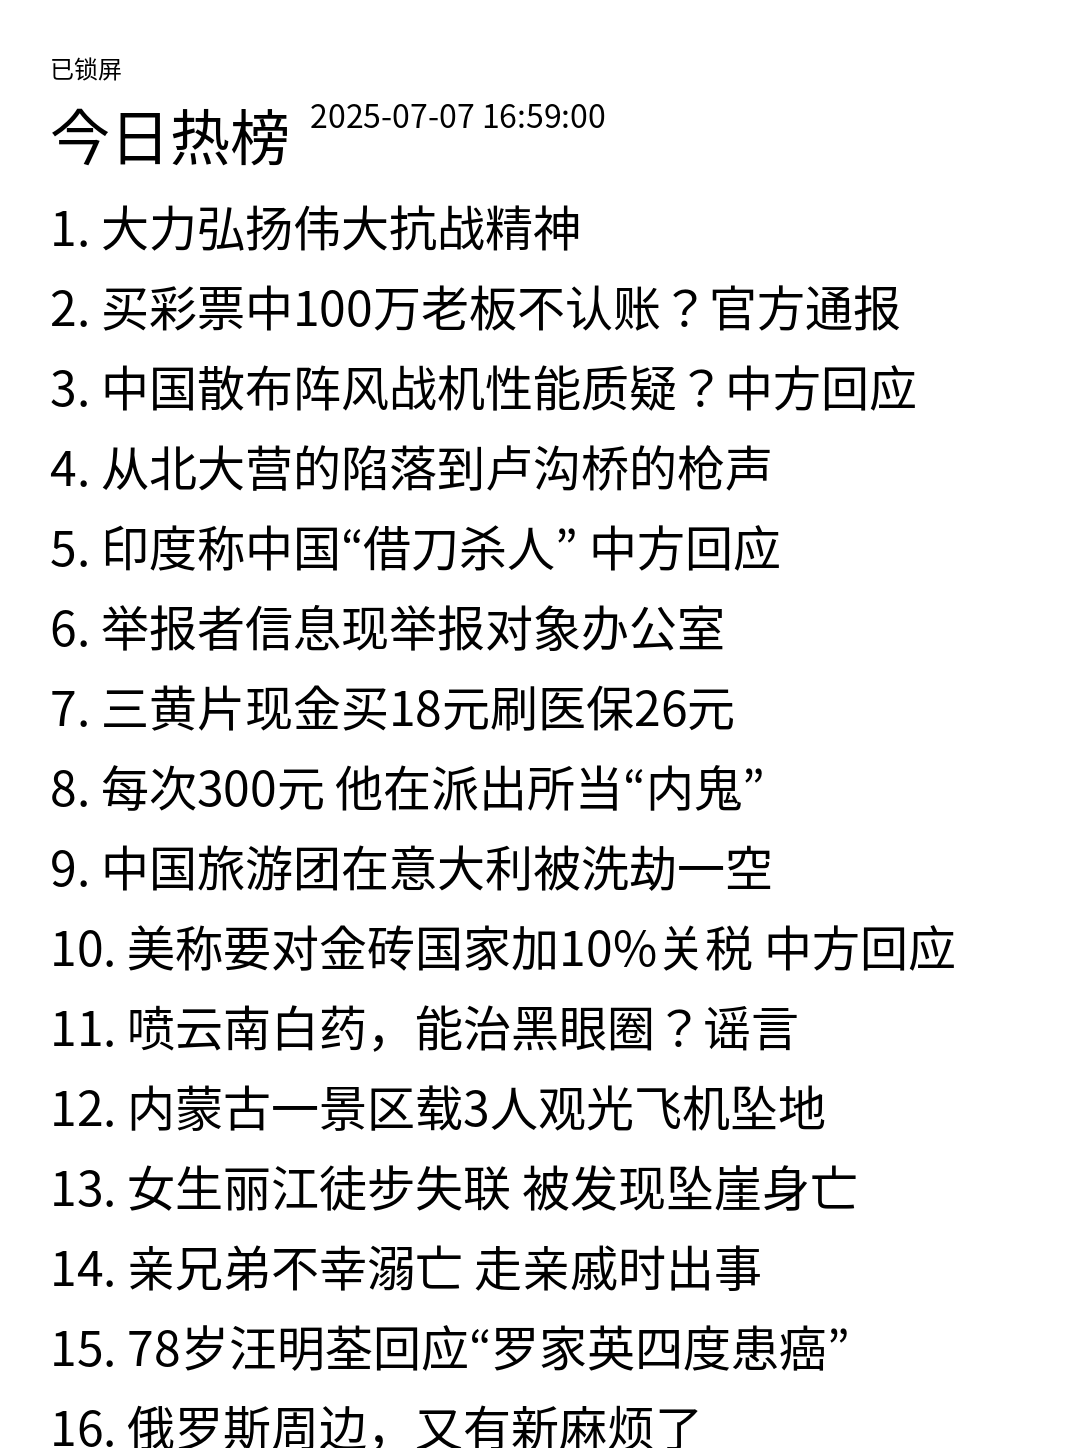 已锁屏
今日热榜 2025-07-07 16:59:00
1. 大力弘扬伟大抗战精神
2. 买彩票中100万老板不认账？官方通报
3. 中国散布阵风战机性能质疑？中方回应
4. 从北大营的陷落到卢沟桥的枪声
5. 印度称中国“借刀杀人” 中方回应
6. 举报者信息现举报对象办公室
7. 三黄片现金买18元刷医保26元
8. 每次300元 他在派出所当“内鬼”
9. 中国旅游团在意大利被洗劫一空
10. 美称要对金砖国家加10%关税 中方回应
11. 喷云南白药，能治黑眼圈？谣言
12. 内蒙古一景区载3人观光飞机坠地
13. 女生丽江徒步失联 被发现坠崖身亡
14. 亲兄弟不幸溺亡 走亲戚时出事
15. 78岁汪明荃回应“罗家英四度患癌”
16. 俄罗斯周边，又有新麻烦了